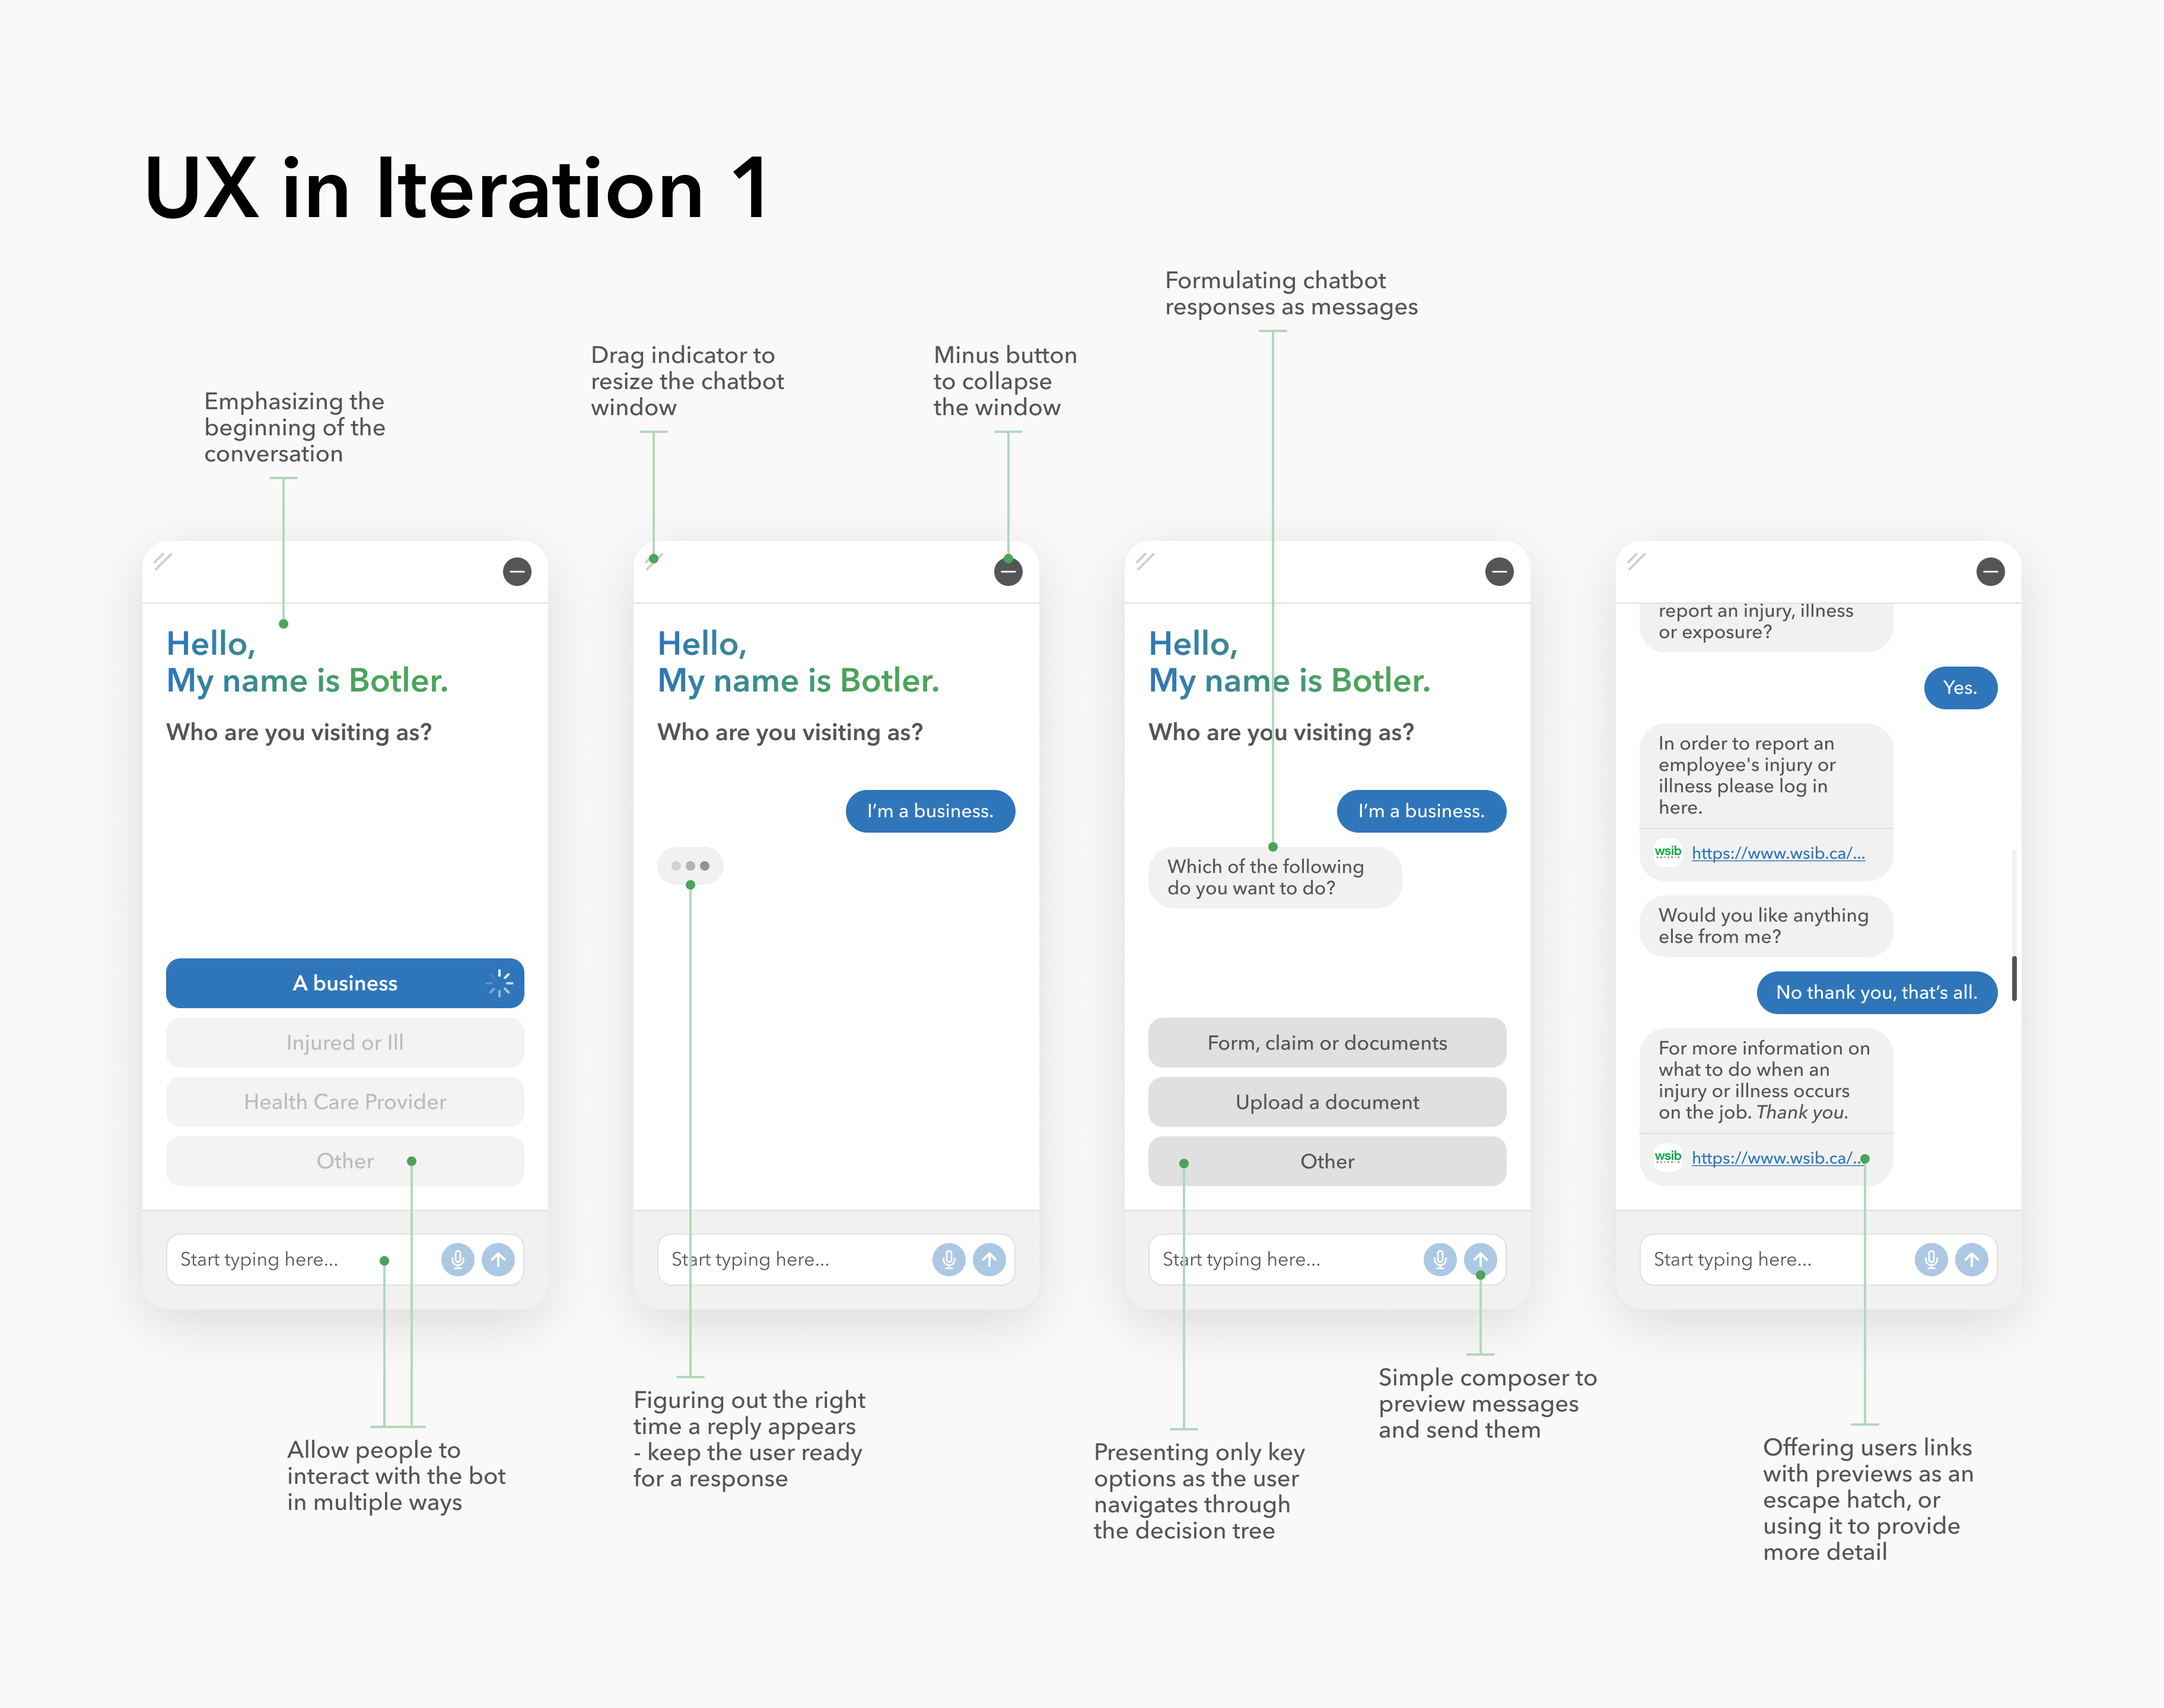 UX in Iteration 1
Formulating chatbot
responses as messages
Drag indicator to
resize the chatbot
window
Minus button
to collapse
the window
Emphasizing the
beginning of the
conversation
Hello,
My name is Botler.
Who are you visiting as?
A business
Injured or Ill
Health Care Provider
Other
Start typing here...
Hello,
My name is Botler.
Who are you visiting as?
I'm a business.
Start typing here...
Hello,
My name is Botler.
Who are you visiting as?
I'm a business.
Which of the following
do you want to do?
Form, claim or documents
Upload a document
Other
Start typing here...
report an injury, illness
or exposure?
Yes.
In order to report an
employee's injury or
illness please log in
here.
wsib
ONTARIO
https://www.wsib.ca/...
Would you like anything
else from me?
No thank you, that's all.
For more information on
what to do when an
injury or illness occurs
on the job. Thank you.
wsib
ONTARIO
https://www.wsib.ca/...
Start typing here...
Allow people to
interact with the bot
in multiple ways
Figuring out the right
time a reply appears
- keep the user ready
for a response
Presenting only key
options as the user
navigates through
the decision tree
Simple composer to
preview messages
and send them
Offering users links
with previews as an
escape hatch, or
using it to provide
more detail